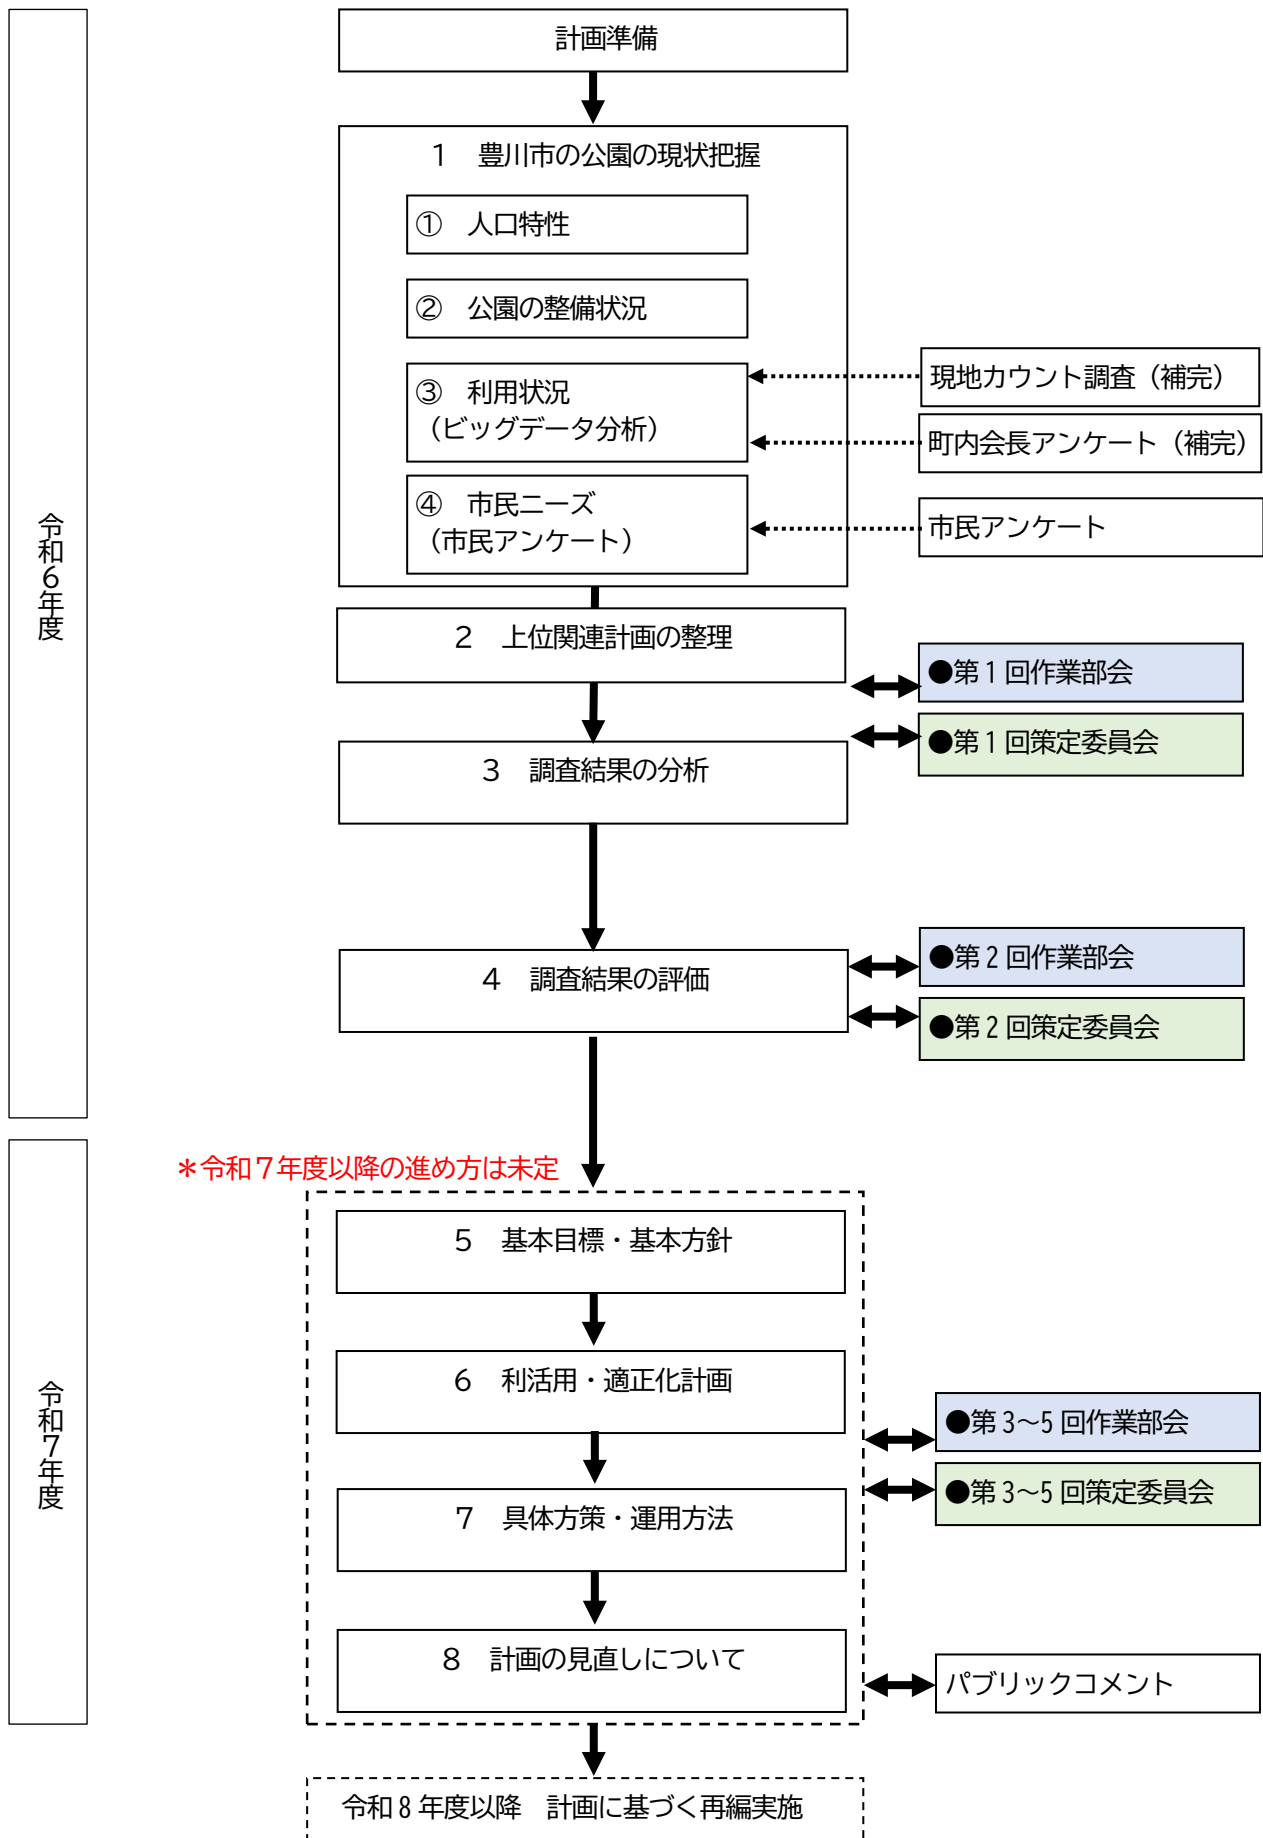 令和６年度
計画準備
１　豊川市の公園の現状把握
①　人口特性
②　公園の整備状況
③　利用状況
（ビッグデータ分析）
現地カウント調査（補完）
町内会長アンケート（補完）
④　市民ニーズ
（市民アンケート）
市民アンケート
２　上位関連計画の整理
●第1回作業部会
●第1回策定委員会
３　調査結果の分析
４　調査結果の評価
●第2回作業部会
●第2回策定委員会
令和７年度
＊令和７年度以降の進め方は未定
５　基本目標・基本方針
６　利活用・適正化計画
●第3～5回作業部会
●第3～5回策定委員会
７　具体方策・運用方法
８　計画の見直しについて
パブリックコメント
令和8年度以降　計画に基づく再編実施